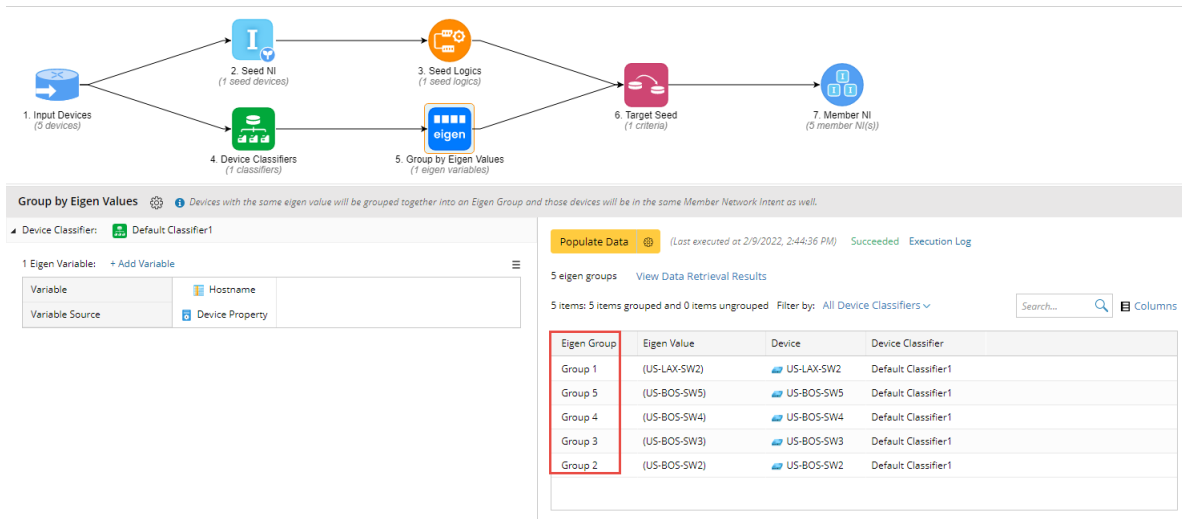 I
2. Seed NI
(1 seed devices)
3. Seed Logics
(1 seed logics)
1. Input Devices
(5 devices)
eigen
4. Device Classifiers
(1 classifiers)
5. Group by Eigen Values
(1 eigen variables)
6. Target Seed
(1 criteria)
I
I I
7. Member NI
(5 member NI(s))
Group by Eigen Values Devices with the same eigen value will be grouped together into an Eigen Group and those devices will be in the same Member Network Intent as well.
Device Classifier: Default Classifier1
1 Eigen Variable: + Add Variable
Variable Hostname
Variable Source Device Property
Populate Data (Last executed at 2/9/2022, 2:44:36 PM) Succeeded Execution Log
5 eigen groups View Data Retrieval Results
5 items: 5 items grouped and 0 items ungrouped Filter by: All Device Classifiers Search... Columns
Eigen Group Eigen Value Device Device Classifier
Group 1 (US-LAX-SW2) US-LAX-SW2 Default Classifier1
Group 5 (US-BOS-SW5) US-BOS-SW5 Default Classifier1
Group 4 (US-BOS-SW4) US-BOS-SW4 Default Classifier1
Group 3 (US-BOS-SW3) US-BOS-SW3 Default Classifier1
Group 2 (US-BOS-SW2) US-BOS-SW2 Default Classifier1